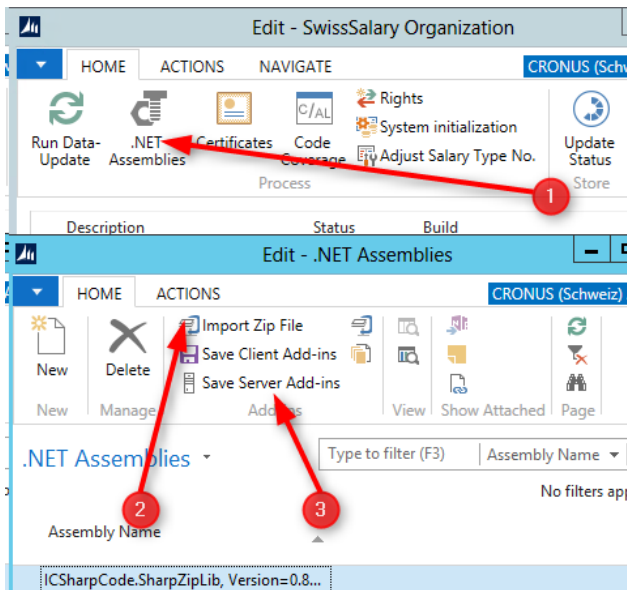 Edit - SwissSalary Organization
HOME ACTIONS NAVIGATE CRONUS (Schw
Run Data-Update
.NET Assemblies
Certificates
Code Coverage
C/AL
Rights
System initialization
Adjust Salary Type No.
Update Status
Process
Store
1
Description Status Build
Edit - .NET Assemblies
HOME ACTIONS CRONUS (Schweiz)
New
Delete
Import Zip File
Save Client Add-ins
Save Server Add-ins
New Manage Add-ins View Show Attached Page
.NET Assemblies
Type to filter (F3) Assembly Name
2
3
No filters app
Assembly Name
ICSharpCode.SharpZipLib, Version=0.8...